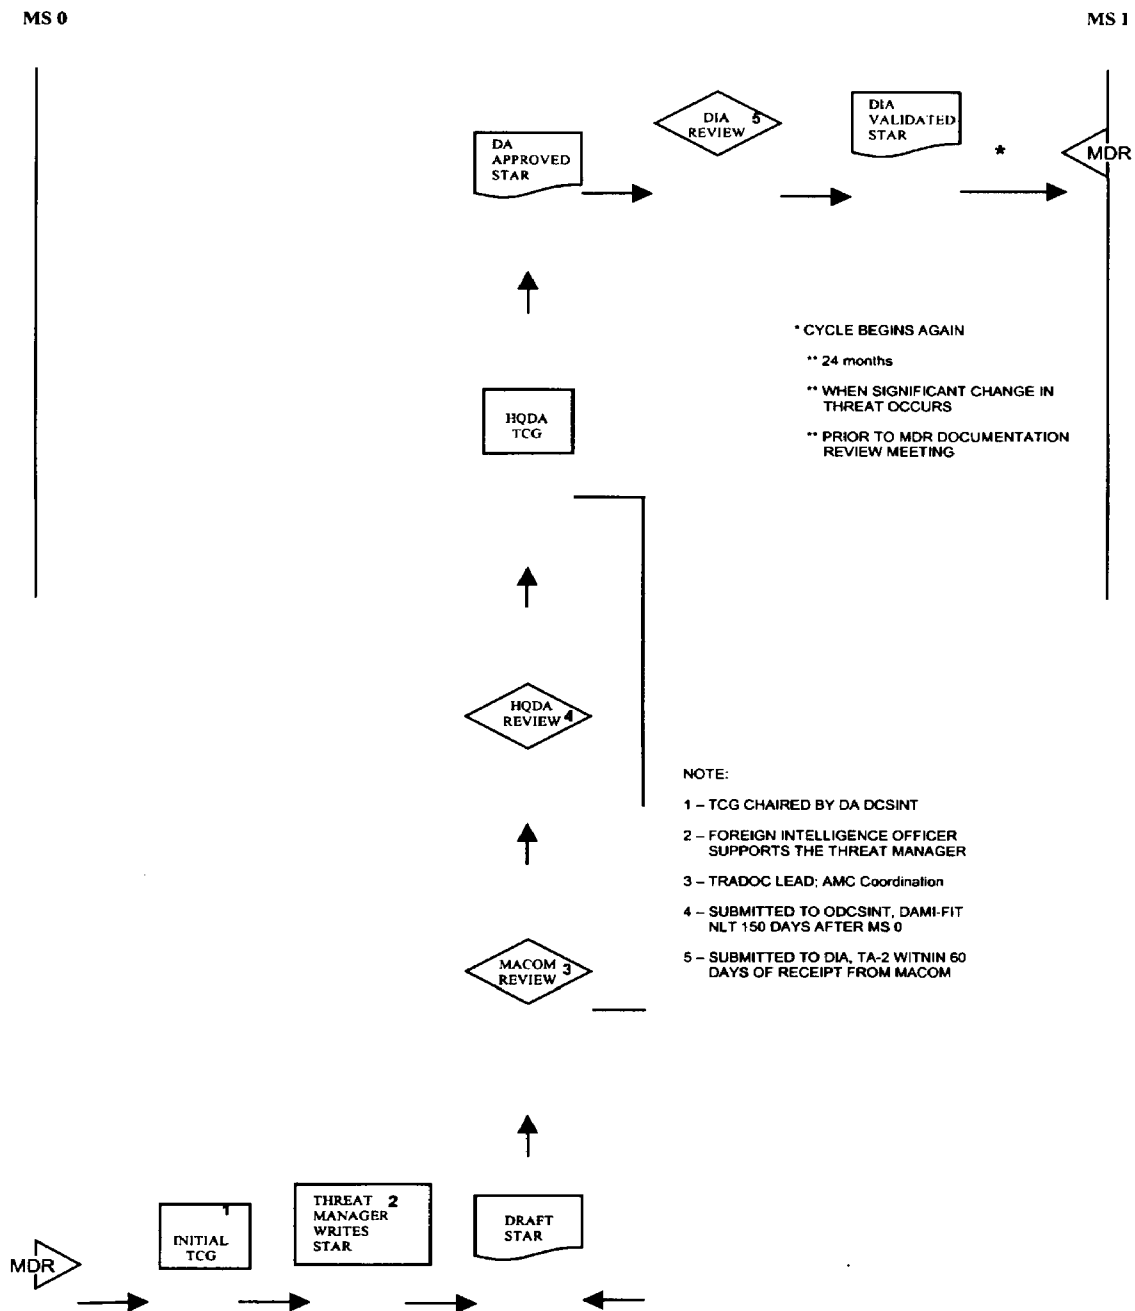 MS 0
MS 1
DA
APPROVED
STAR
DIA
REVIEW 5
DIA
VALIDATED
STAR
*
MDR
* CYCLE BEGINS AGAIN
** 24 months
** WHEN SIGNIFICANT CHANGE IN
THREAT OCCURS
** PRIOR TO MDR DOCUMENTATION
REVIEW MEETING
HQDA
TCG
HQDA
REVIEW 4
NOTE:
1 – TCG CHAIRED BY DA DCSINT
2 – FOREIGN INTELLIGENCE OFFICER
SUPPORTS THE THREAT MANAGER
3 – TRADOC LEAD; AMC Coordination
4 – SUBMITTED TO ODCSINT, DAMI-FIT
NLT 150 DAYS AFTER MS 0
5 – SUBMITTED TO DIA, TA-2 WITNIN 60
DAYS OF RECEIPT FROM MACOM
MACOM 3
REVIEW
MDR
1
INITIAL
TCG
THREAT 2
MANAGER
WRITES
STAR
DRAFT
STAR